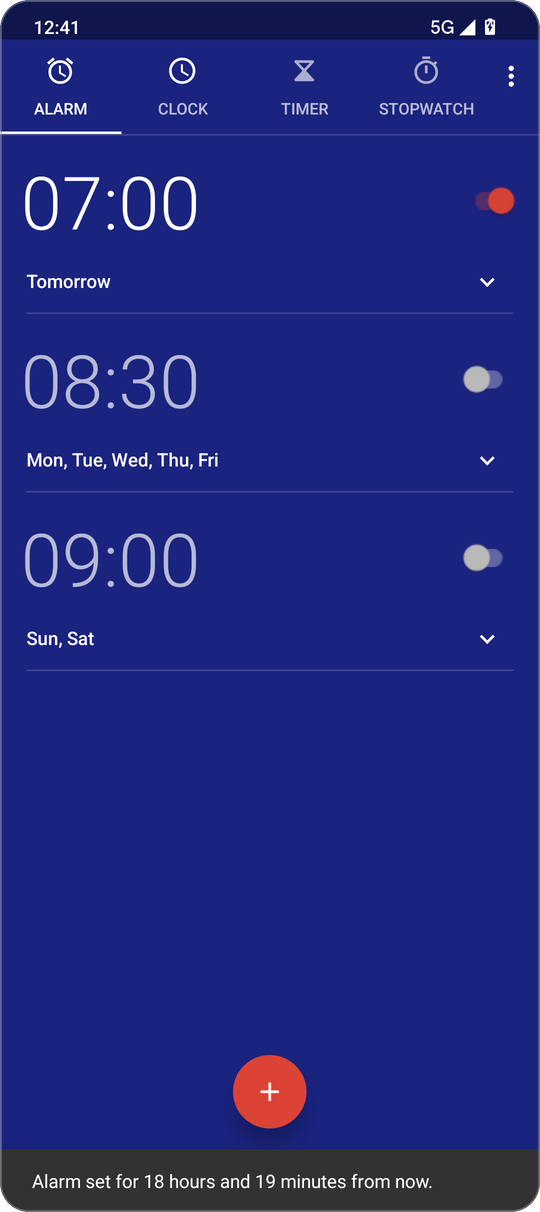 12:41 5G
ALARM CLOCK TIMER STOPWATCH
07:00
Tomorrow
08:30
Mon, Tue, Wed, Thu, Fri
09:00
Sun, Sat
Alarm set for 18 hours and 19 minutes from now.